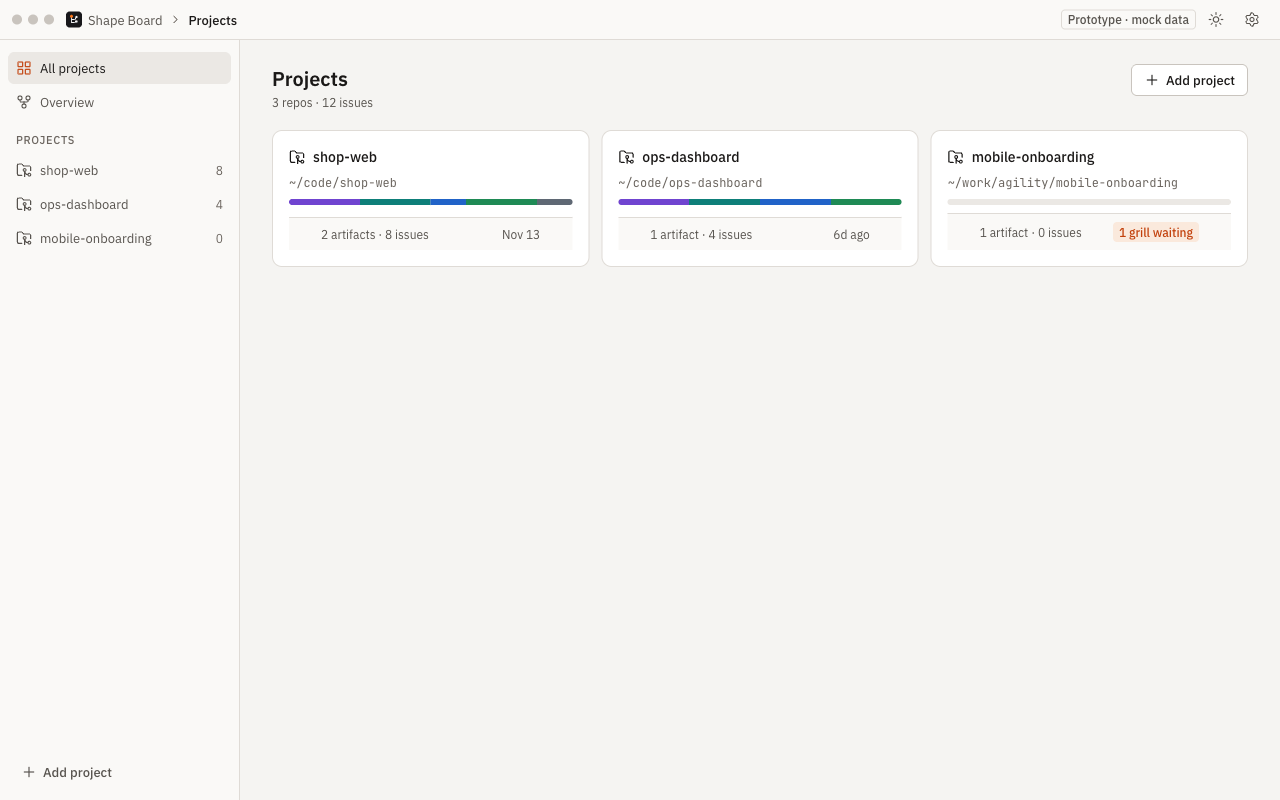 Shape Board > Projects
Prototype · mock data
All projects
Overview
PROJECTS
shop-web 8
ops-dashboard 4
mobile-onboarding 0
Add project
Projects
3 repos · 12 issues
Add project
shop-web
~/code/shop-web
2 artifacts · 8 issues Nov 13
ops-dashboard
~/code/ops-dashboard
1 artifact · 4 issues 6d ago
mobile-onboarding
~/work/agility/mobile-onboarding
1 artifact · 0 issues 1 grill waiting